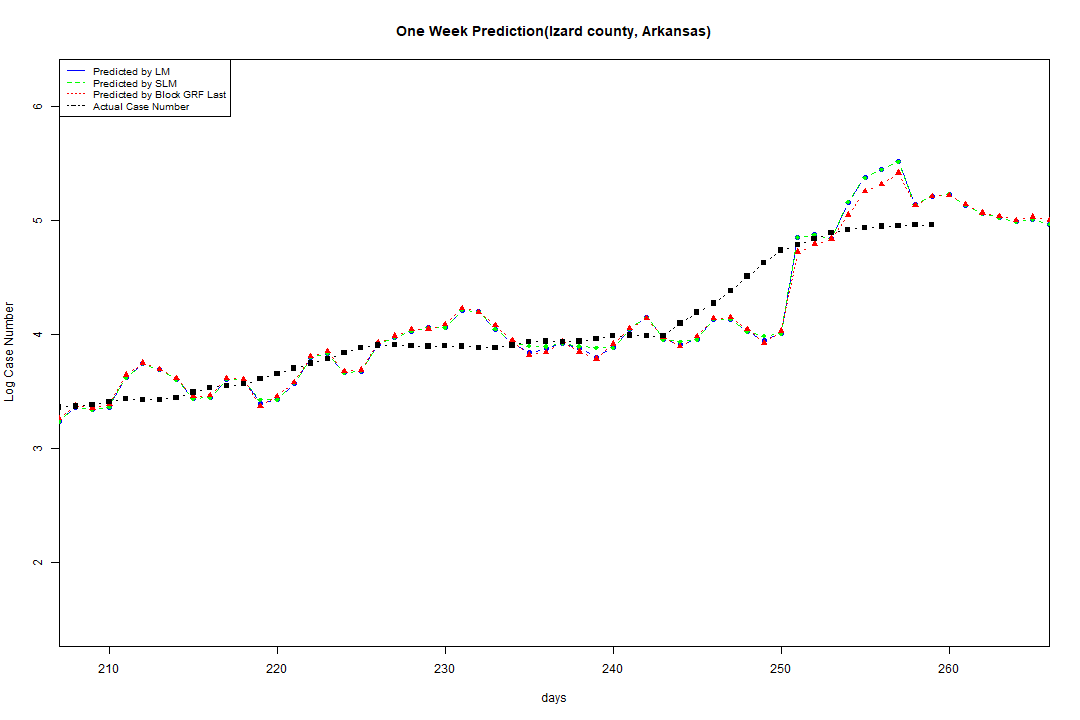 One Week Prediction(Izard county, Arkansas)
Predicted by LM
Predicted by SLM
Predicted by Block GRF Last
Actual Case Number
6
5
4
3
2
Log Case Number
210 220 230 240 250 260
days